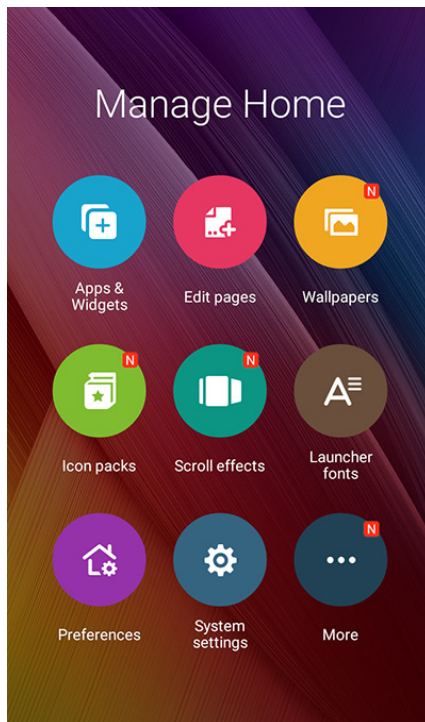 Manage Home
N
Apps &
Widgets
Edit pages
Wallpapers
N
N
Icon packs
Scroll effects
A
Launcher
fonts
N
Preferences
System
settings
More